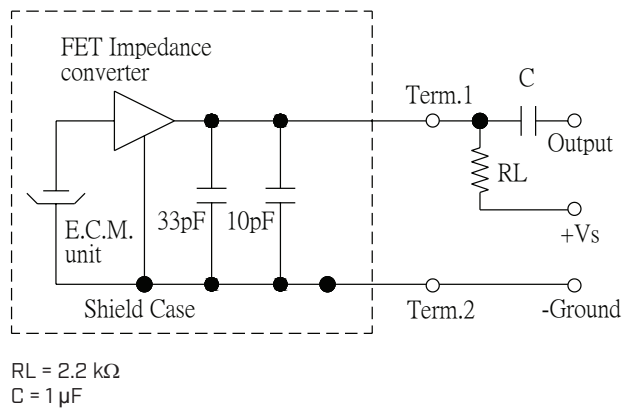 FET Impedance
converter
Term.1
C
Output
RL
33pF
10pF
+Vs
E.C.M.
unit
Shield Case
Term.2
-Ground
RL = 2.2 kΩ
C = 1 µF